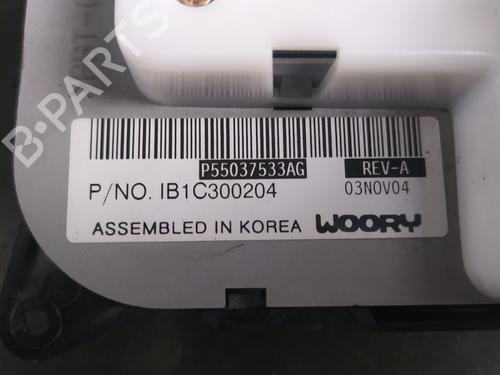 B-PARTS
P55037533AG REV-A
P/NO. IB1C300204 03NOV04
ASSEMBLED IN KOREA WOORY